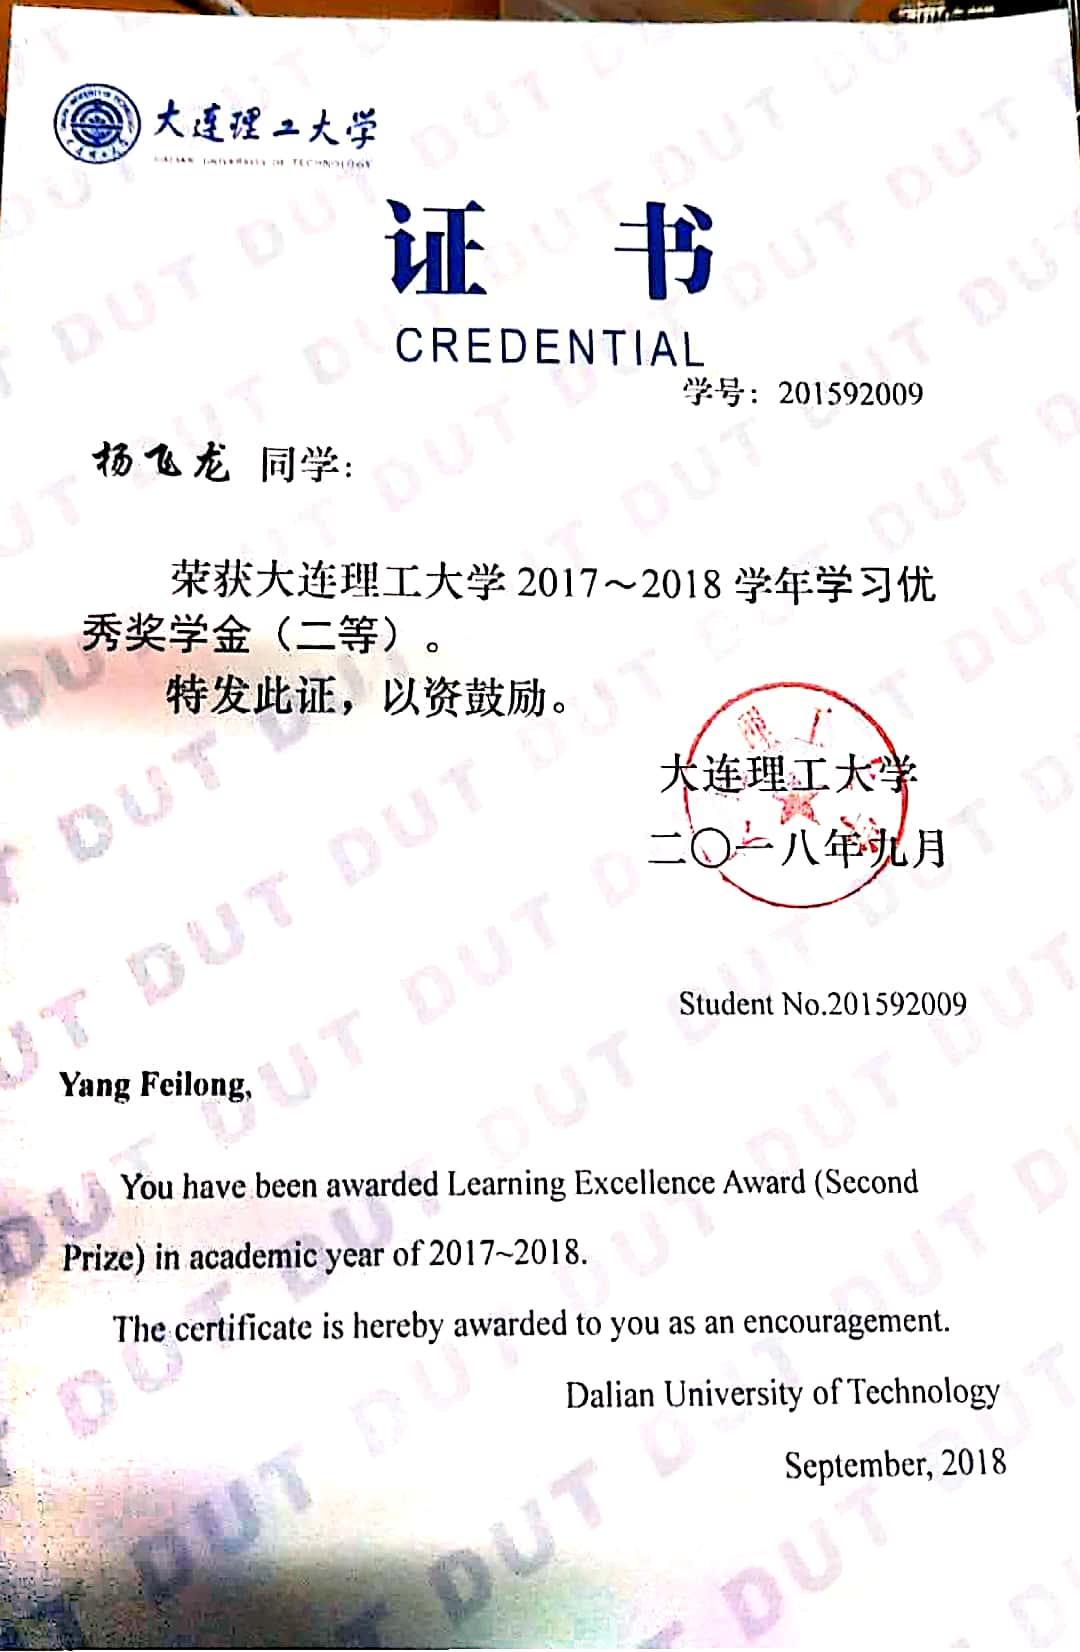 大连理工大学
DALIAN UNIVERSITY OF TECHNOLOGY
证 书
CREDENTIAL
学号：201592009
杨飞龙 同学：
荣获大连理工大学 2017～2018 学年学习优
秀奖学金（二等）。
特发此证，以资鼓励。
大连理工大学
二〇一八年九月
Student No.201592009
Yang Feilong,
You have been awarded Learning Excellence Award (Second
Prize) in academic year of 2017~2018.
The certificate is hereby awarded to you as an encouragement.
Dalian University of Technology
September, 2018